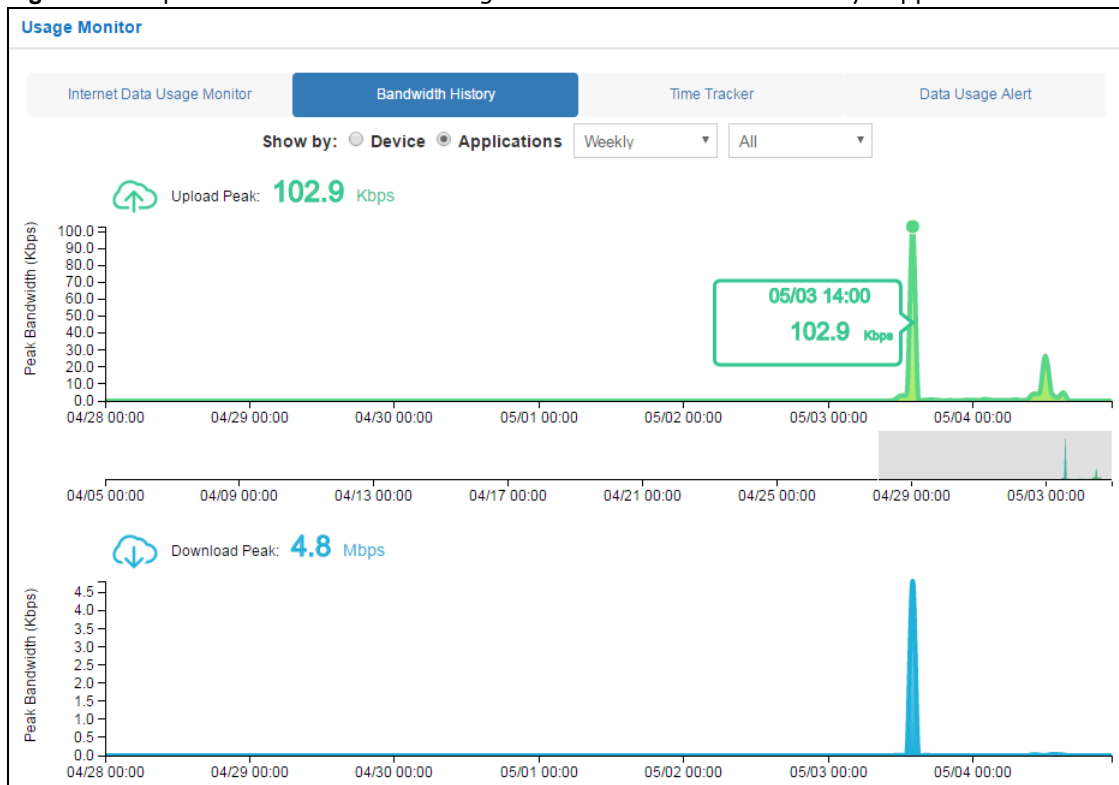 Usage Monitor
Internet Data Usage Monitor Bandwidth History Time Tracker Data Usage Alert
Show by: Device Applications Weekly All
Upload Peak: 102.9 Kbps
Peak Bandwidth (Kbps)
100.0
90.0
80.0
70.0
60.0
50.0
40.0
30.0
20.0
10.0
0.0
05/03 14:00
102.9 Kbps
04/28 00:00 04/29 00:00 04/30 00:00 05/01 00:00 05/02 00:00 05/03 00:00 05/04 00:00
04/05 00:00 04/09 00:00 04/13 00:00 04/17 00:00 04/21 00:00 04/25 00:00 04/29 00:00 05/03 00:00
Download Peak: 4.8 Mbps
Peak Bandwidth (Kbps)
4.5
4.0
3.5
3.0
2.5
2.0
1.5
1.0
0.5
0.0
04/28 00:00 04/29 00:00 04/30 00:00 05/01 00:00 05/02 00:00 05/03 00:00 05/04 00:00